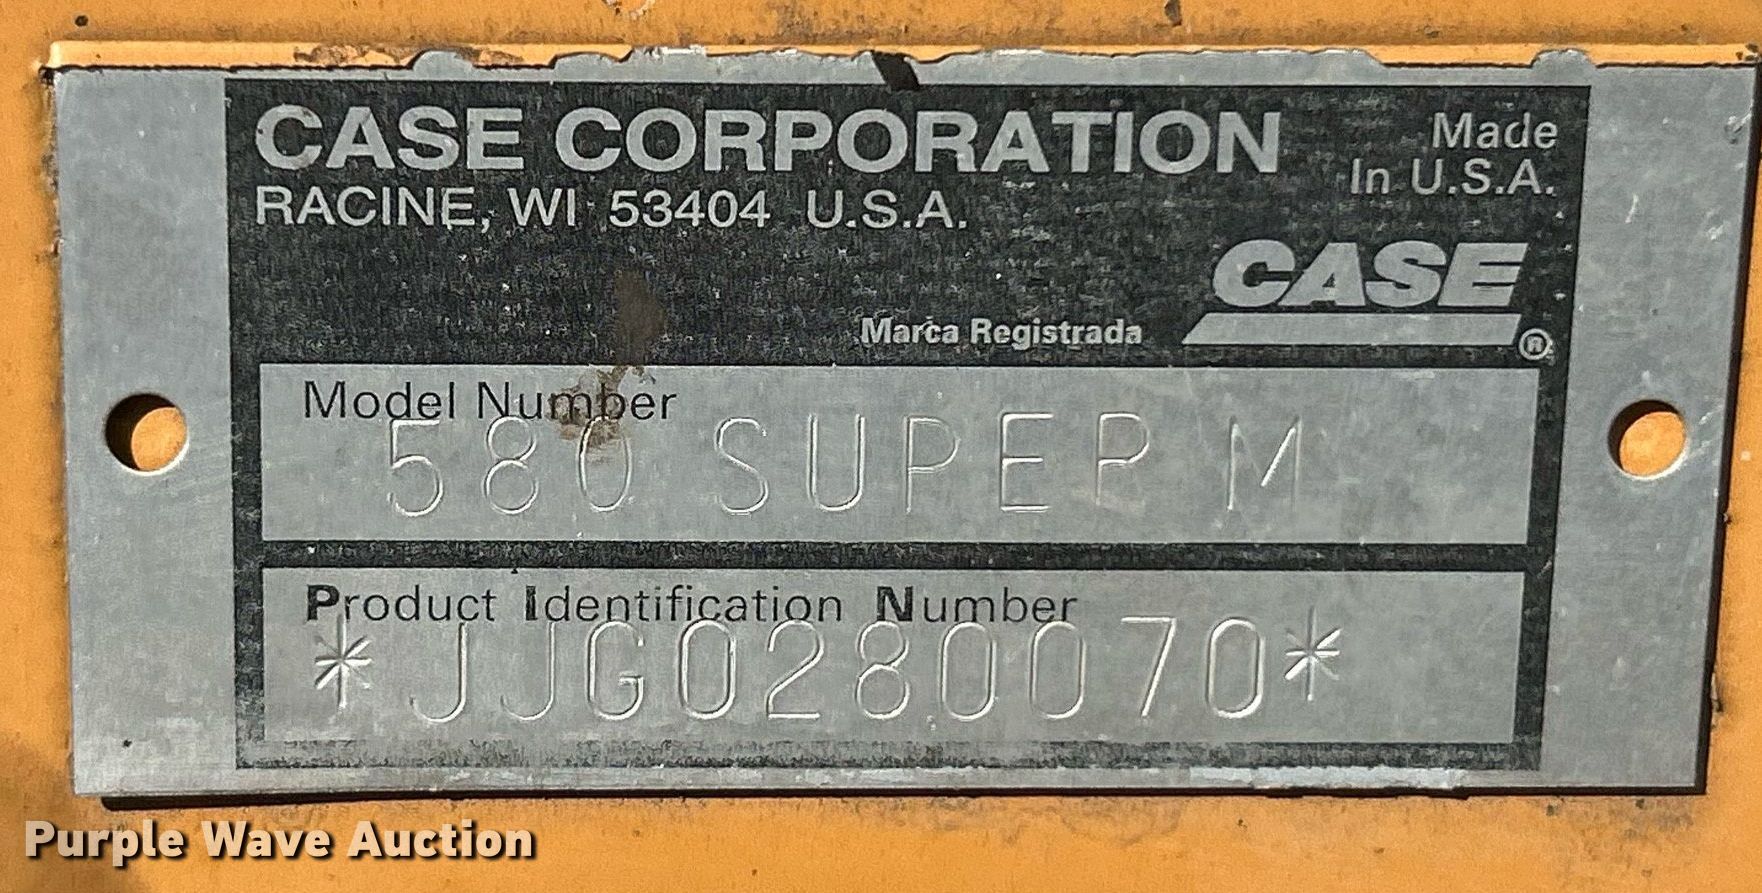 CASE CORPORATION
Made
In U.S.A.
RACINE, WI 53404 U.S.A.
CASE
Marca Registrada
®
Model Number
580 SUPER M
Product Identification Number
*JJG0280070*
Purple Wave Auction